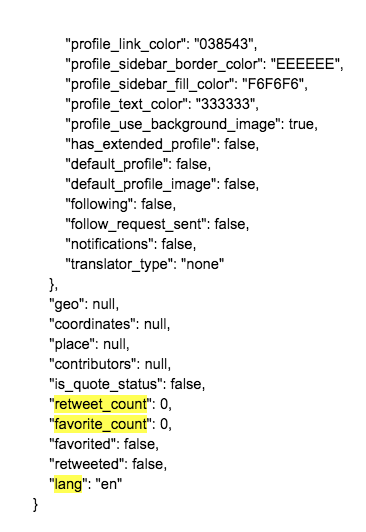 "profile_link_color": "038543",
"profile_sidebar_border_color": "EEEEEE",
"profile_sidebar_fill_color": "F6F6F6",
"profile_text_color": "333333",
"profile_use_background_image": true,
"has_extended_profile": false,
"default_profile": false,
"default_profile_image": false,
"following": false,
"follow_request_sent": false,
"notifications": false,
"translator_type": "none"
},
"geo": null,
"coordinates": null,
"place": null,
"contributors": null,
"is_quote_status": false,
"retweet_count": 0,
"favorite_count": 0,
"favorited": false,
"retweeted": false,
"lang": "en"
}